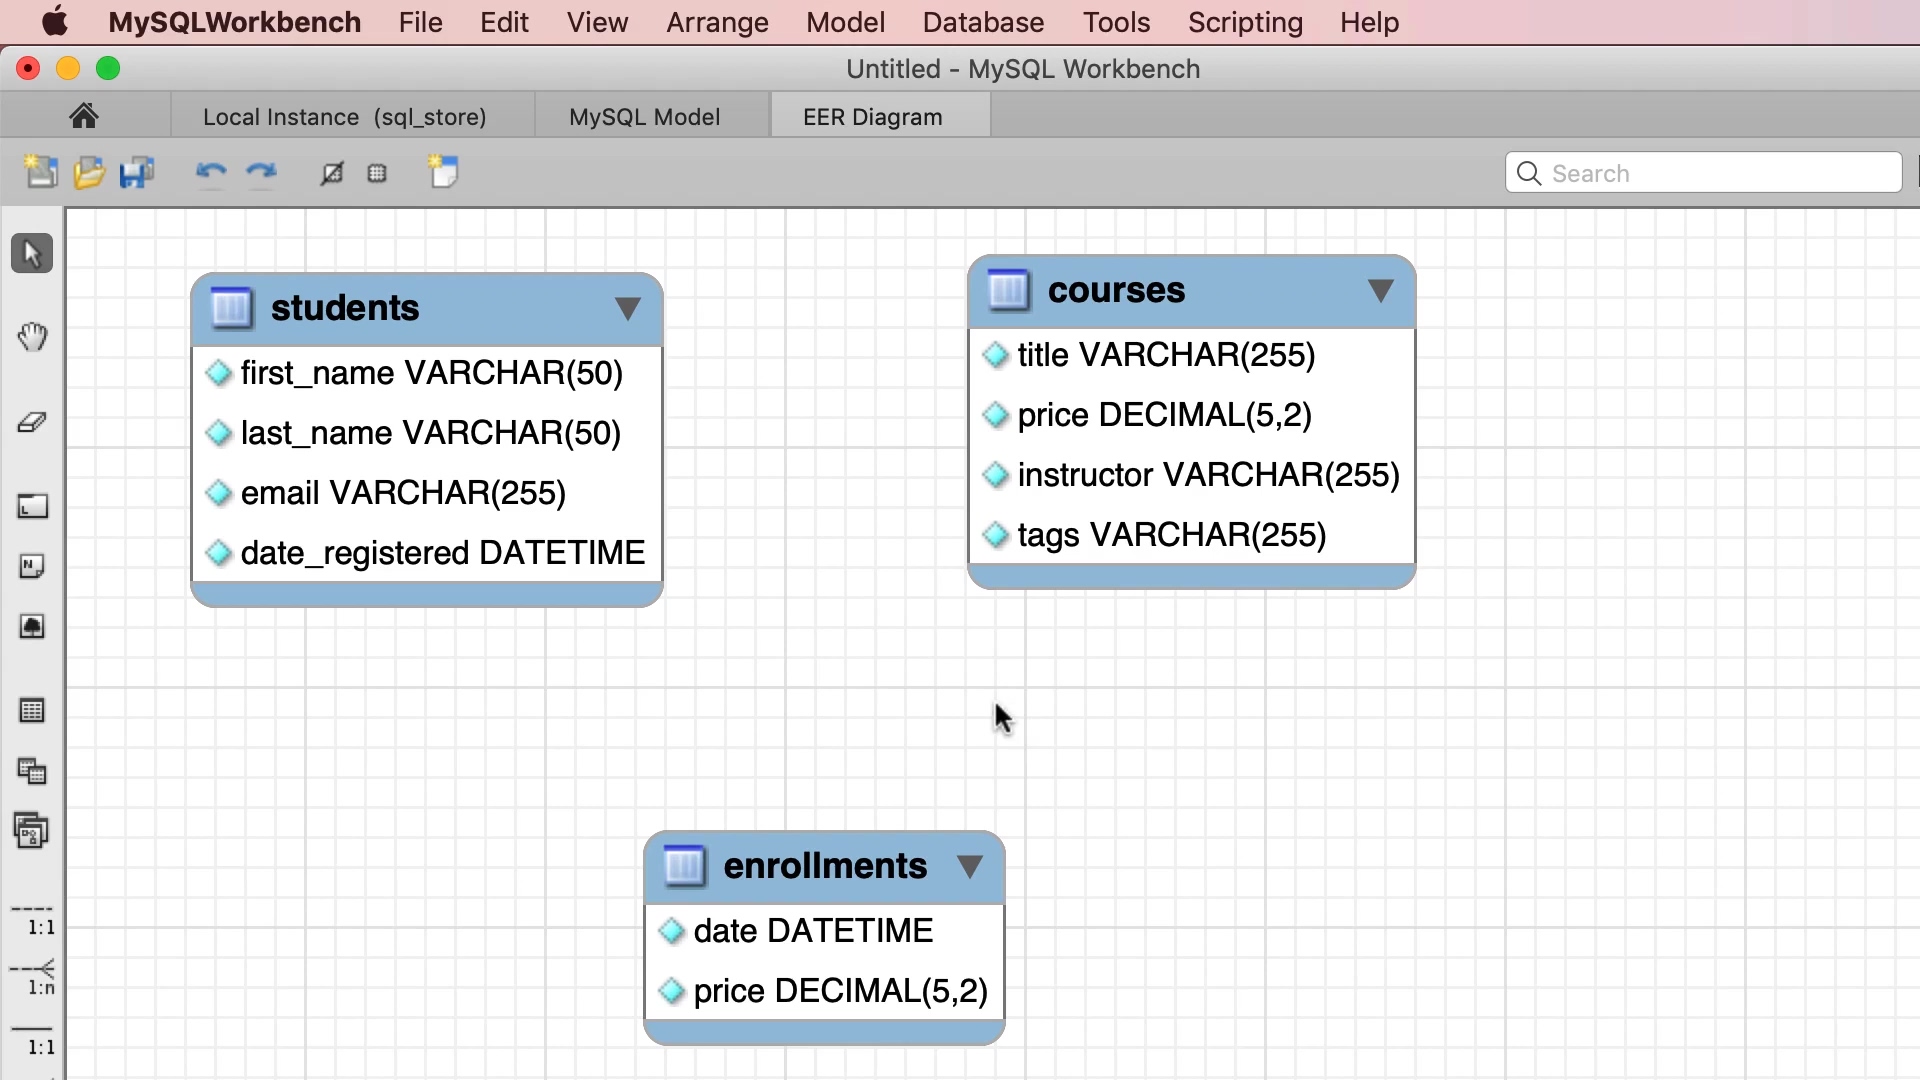 MySQLWorkbench File Edit View Arrange Model Database Tools Scripting Help
Untitled - MySQL Workbench
Local Instance (sql_store) MySQL Model EER Diagram
Search
students
first_name VARCHAR(50)
last_name VARCHAR(50)
email VARCHAR(255)
date_registered DATETIME
courses
title VARCHAR(255)
price DECIMAL(5,2)
instructor VARCHAR(255)
tags VARCHAR(255)
enrollments
date DATETIME
price DECIMAL(5,2)
1:1
1:n
1:1